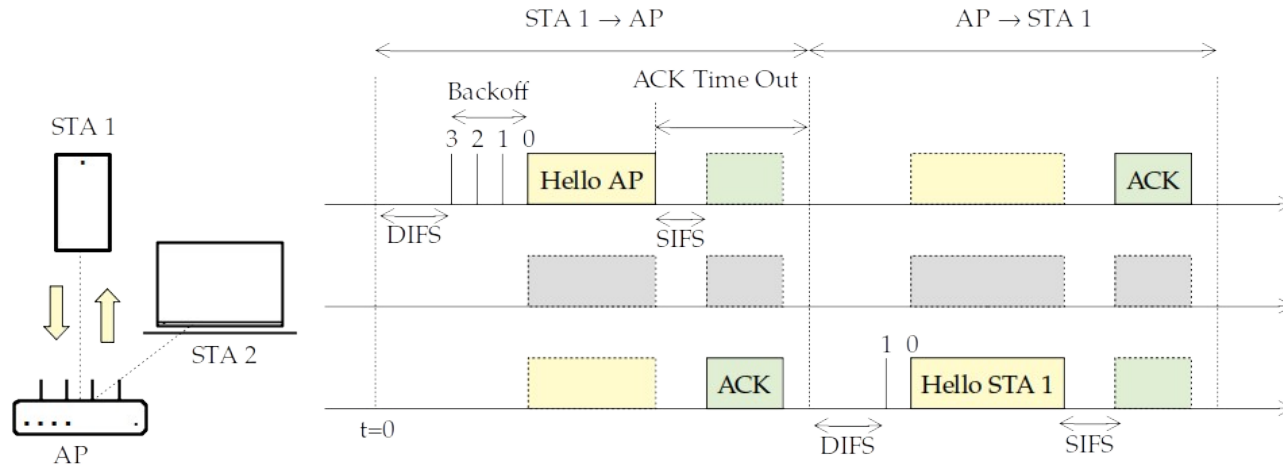 STA 1 → AP
AP → STA 1
ACK Time Out
Backoff
STA 1
3 2 1 0
Hello AP
ACK
DIFS
SIFS
STA 2
1 0
ACK
Hello STA 1
t=0
DIFS
SIFS
AP